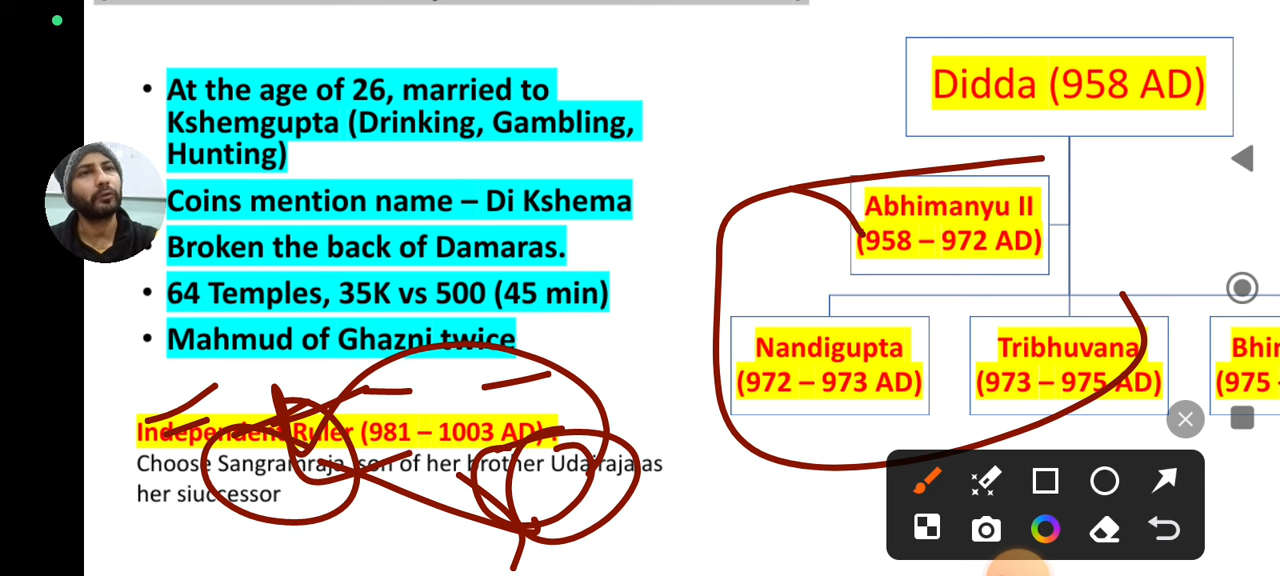 • At the age of 26, married to
Kshemgupta (Drinking, Gambling,
Hunting)
• Coins mention name – Di Kshema
• Broken the back of Damaras.
• 64 Temples, 35K vs 500 (45 min)
• Mahmud of Ghazni twice
Independent Ruler (981 – 1003 AD) :
Choose Sangramraja, son of her brother Udairaja as
her siuccessor
Didda (958 AD)
Abhimanyu II
(958 – 972 AD)
Nandigupta
(972 – 973 AD)
Tribhuvana
(973 – 975 AD)
Bhi
(975 -